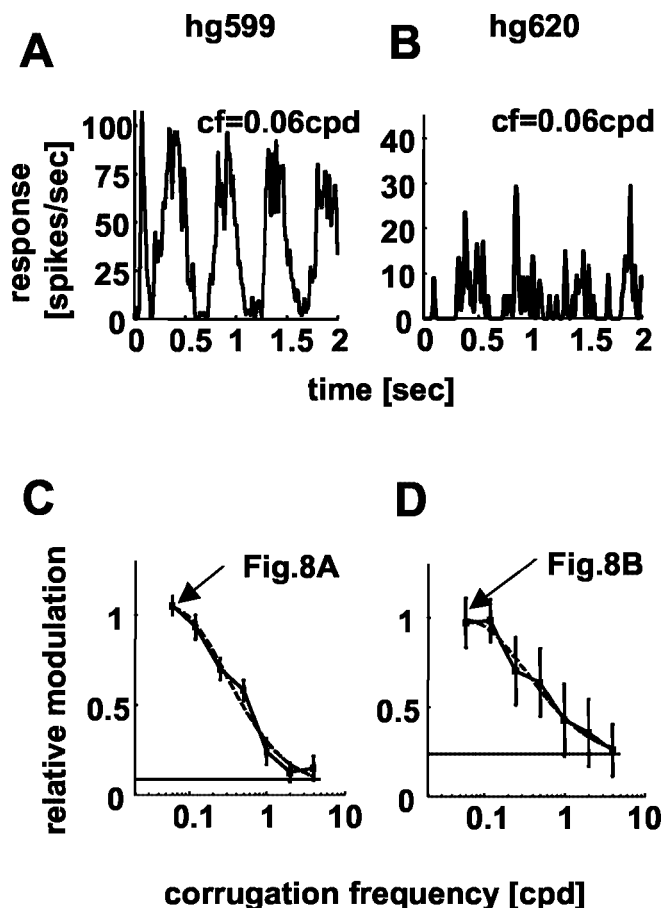 hg599
hg620
A
B
cf=0.06cpd
cf=0.06cpd
response
[spikes/sec]
100
75
50
25
0
40
30
20
10
0
0 0.5 1 1.5 2
0 0.5 1 1.5 2
time [sec]
C
D
Fig.8A
Fig.8B
relative modulation
1
0.5
0
1
0.5
0
0.1 1 10
0.1 1 10
corrugation frequency [cpd]